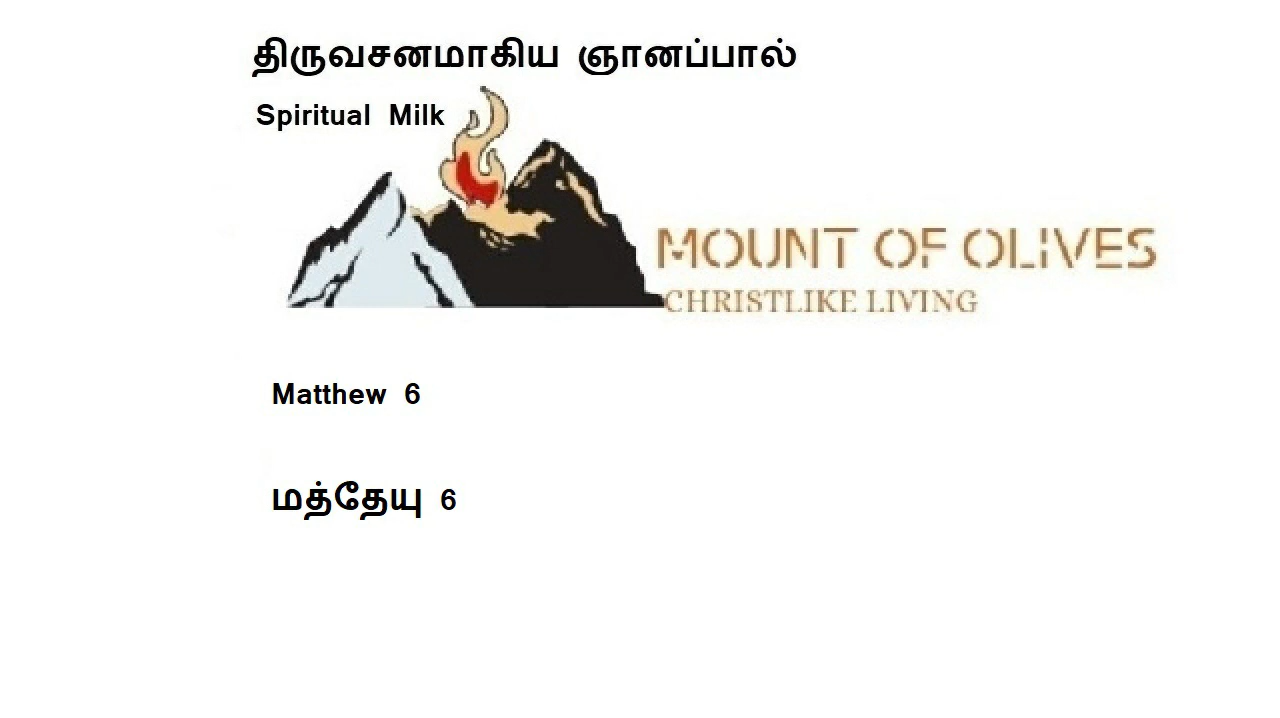 திருவசனமாகிய ஞானப்பால்
Spiritual Milk
MOUNT OF OLIVES
CHRISTLIKE LIVING
Matthew 6
மத்தேயு 6